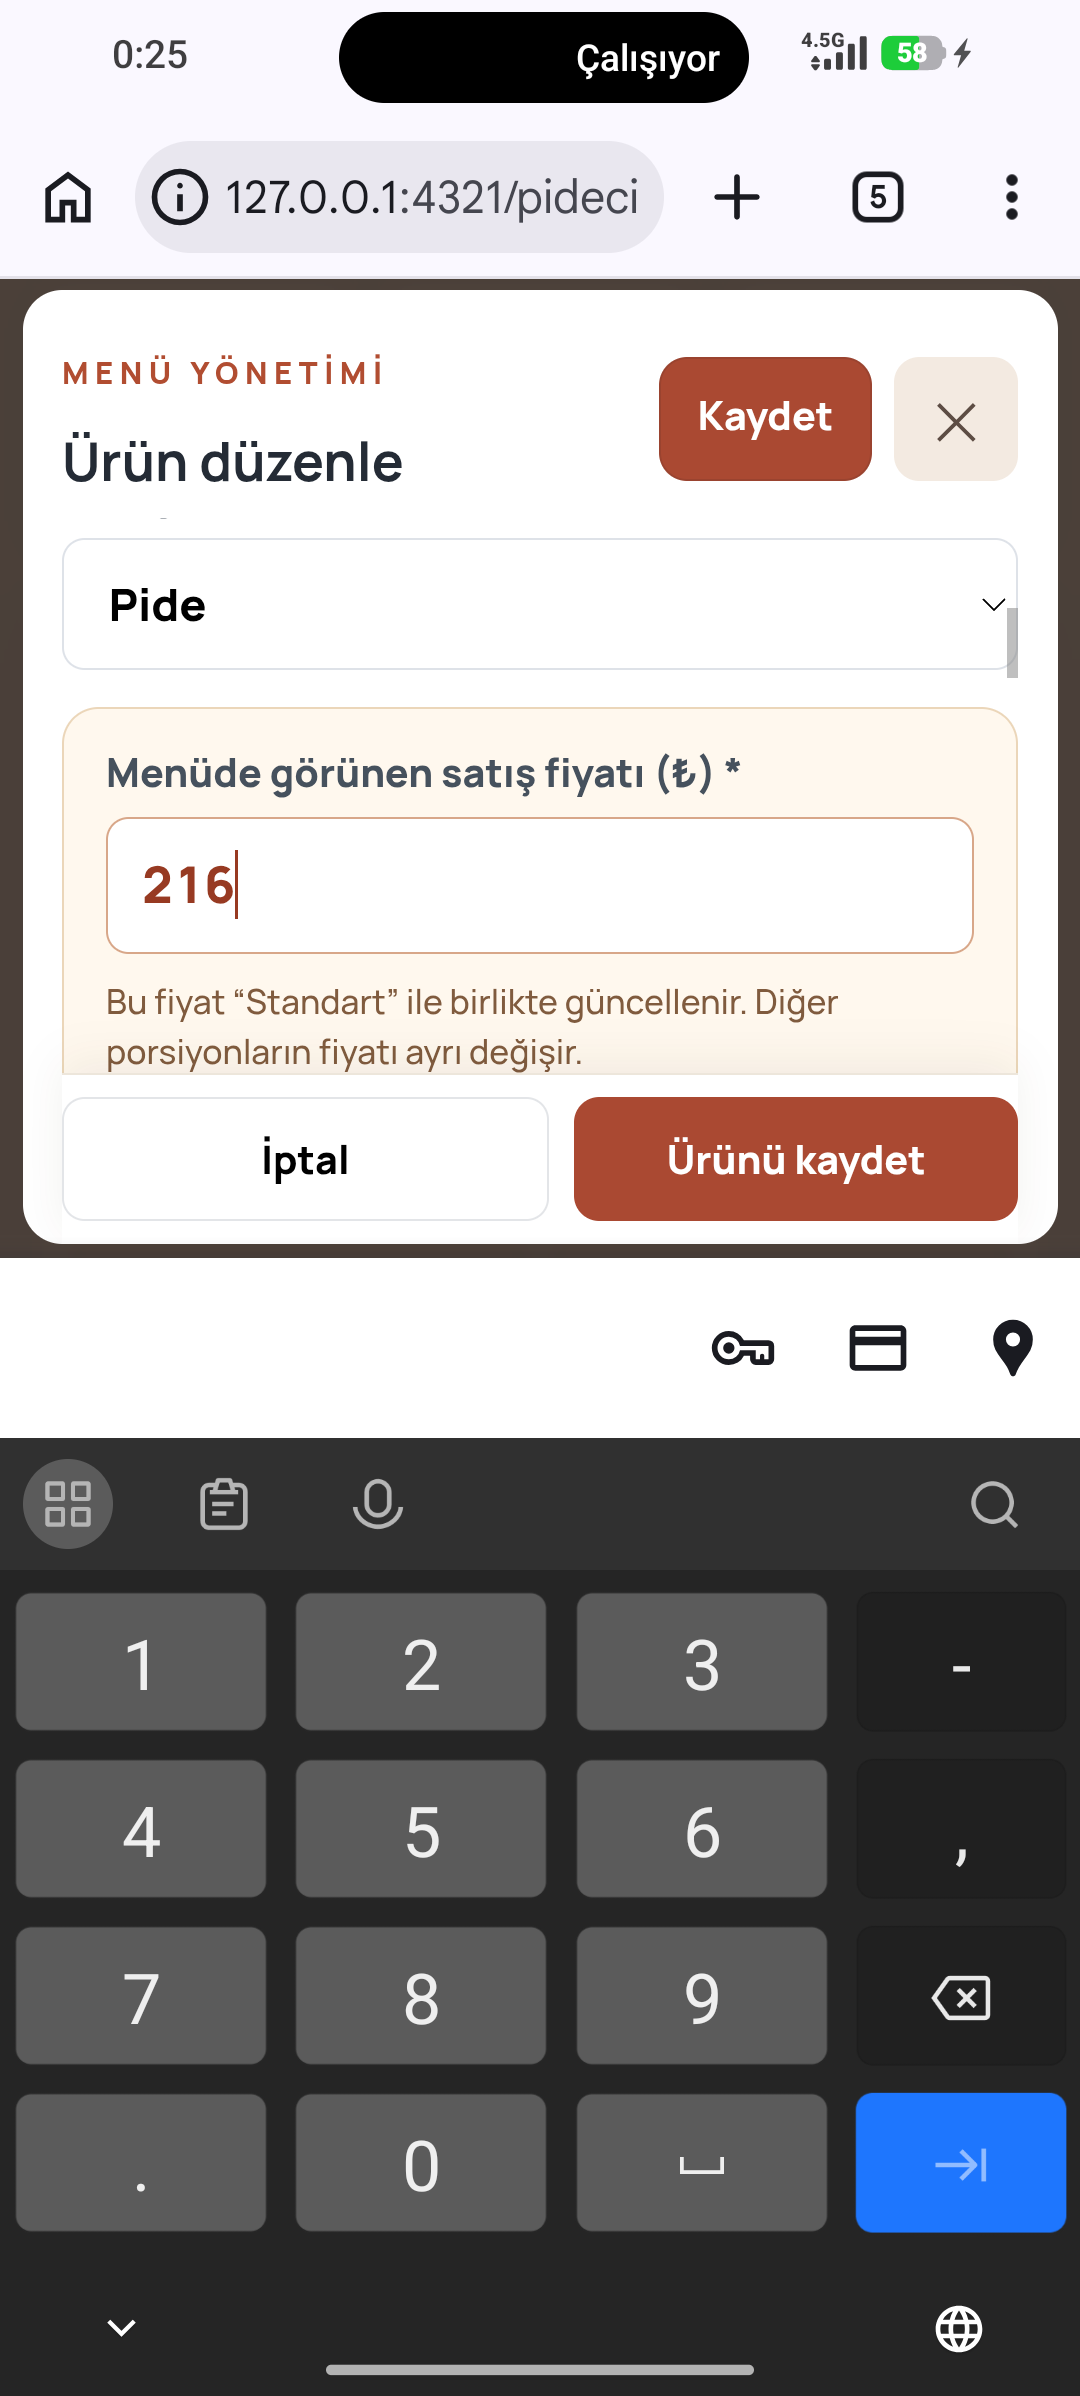 0:25
Çalışıyor
4.5G
58
127.0.0.1:4321/pideci
5
MENÜ YÖNETİMİ
Kaydet
Ürün düzenle
Pide
Menüde görünen satış fiyatı (₺) *
216
Bu fiyat “Standart” ile birlikte güncellenir. Diğer
porsiyonların fiyatı ayrı değişir.
İptal
Ürünü kaydet
1
2
3
-
4
5
6
,
7
8
9
.
0